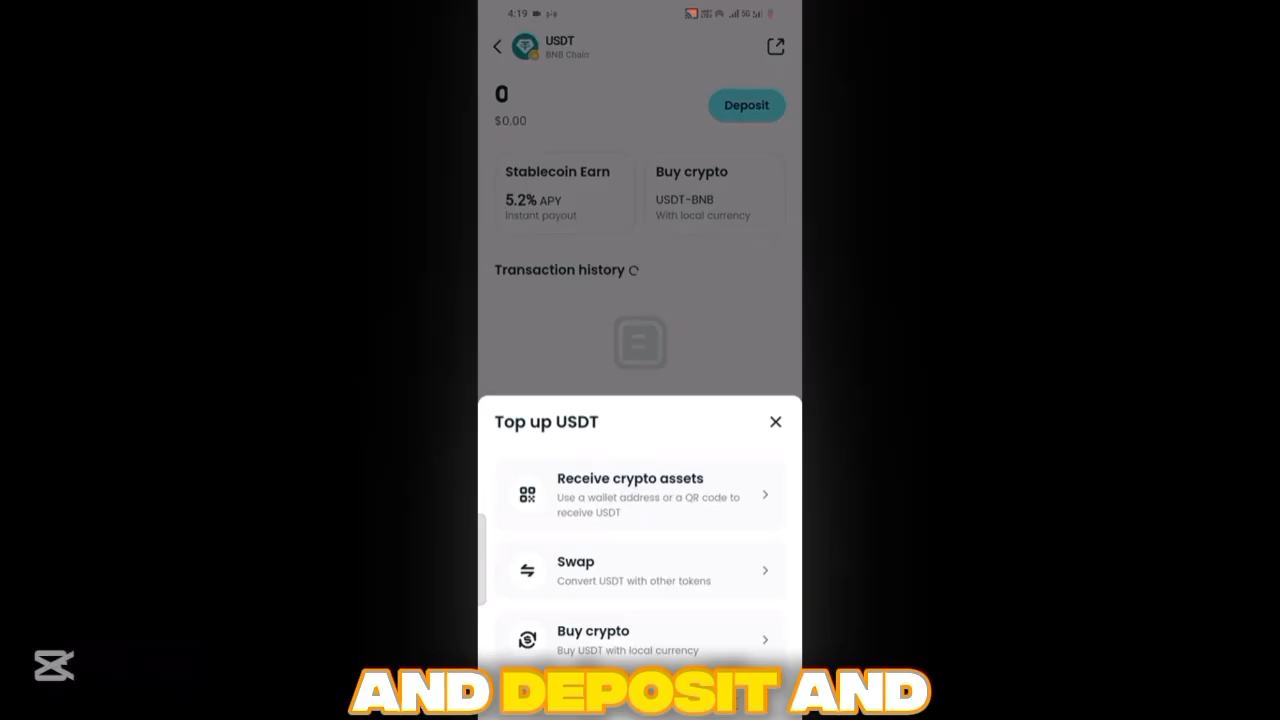 4:19
5G
USDT
BNB Chain
0
Deposit
$0.00
Stablecoin Earn
Buy crypto
5.2% APY
USDT-BNB
Instant payout
With local currency
Transaction history
Top up USDT
Receive crypto assets
Use a wallet address or a QR code to
receive USDT
Swap
Convert USDT with other tokens
Buy crypto
Buy USDT with local currency
AND DEPOSIT AND